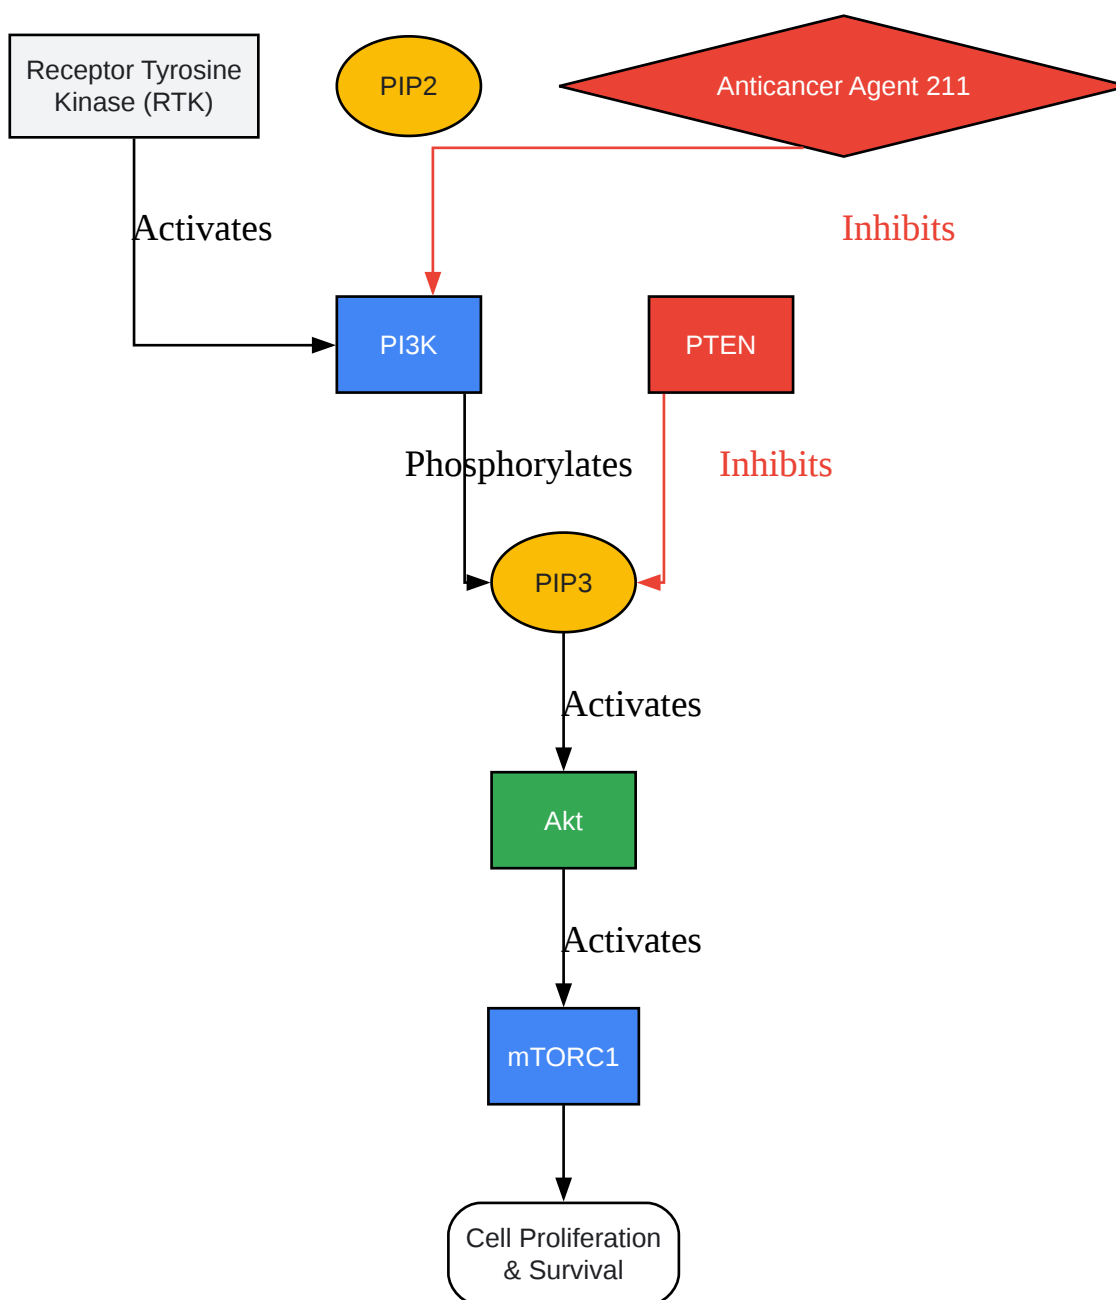 Receptor Tyrosine
Kinase (RTK)
PIP2
Anticancer Agent 211
Activates
Inhibits
PI3K
PTEN
Phosphorylates
Inhibits
PIP3
Activates
Akt
Activates
mTORC1
Cell Proliferation
& Survival